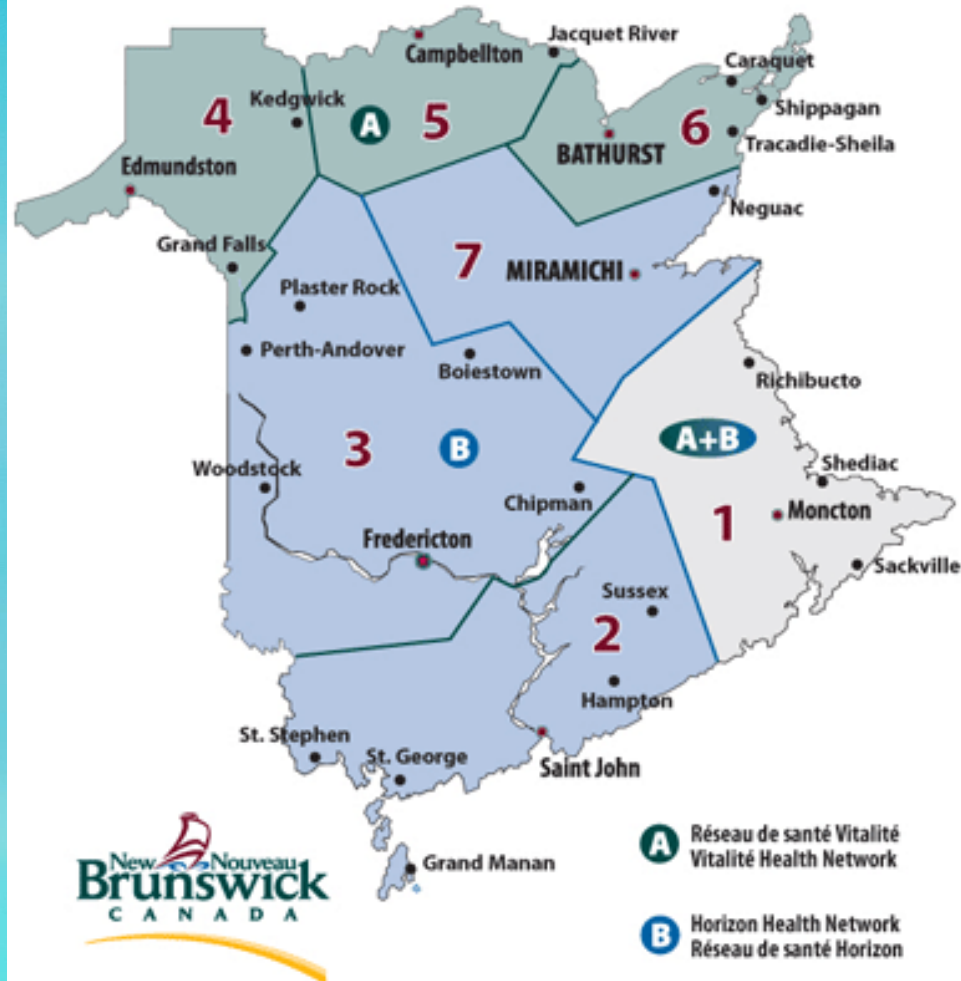 Jacquet River
Campbellton
Caraquet
Kedgwick
4
A
5
6
Shippagan
BATHURST
Tracadie-Sheila
Edmundston
Neguac
Grand Falls
7
MIRAMICHI
Plaster Rock
Perth-Andover
Boiestown
Richibucto
3
B
A+B
Woodstock
Shediac
Chipman
1
Moncton
Fredericton
Sackville
Sussex
2
Hampton
St. Stephen
St. George
Saint John
Grand Manan
New Nouveau
Brunswick
CANADA
A
Réseau de santé Vitalité
Vitalité Health Network
B
Horizon Health Network
Réseau de santé Horizon